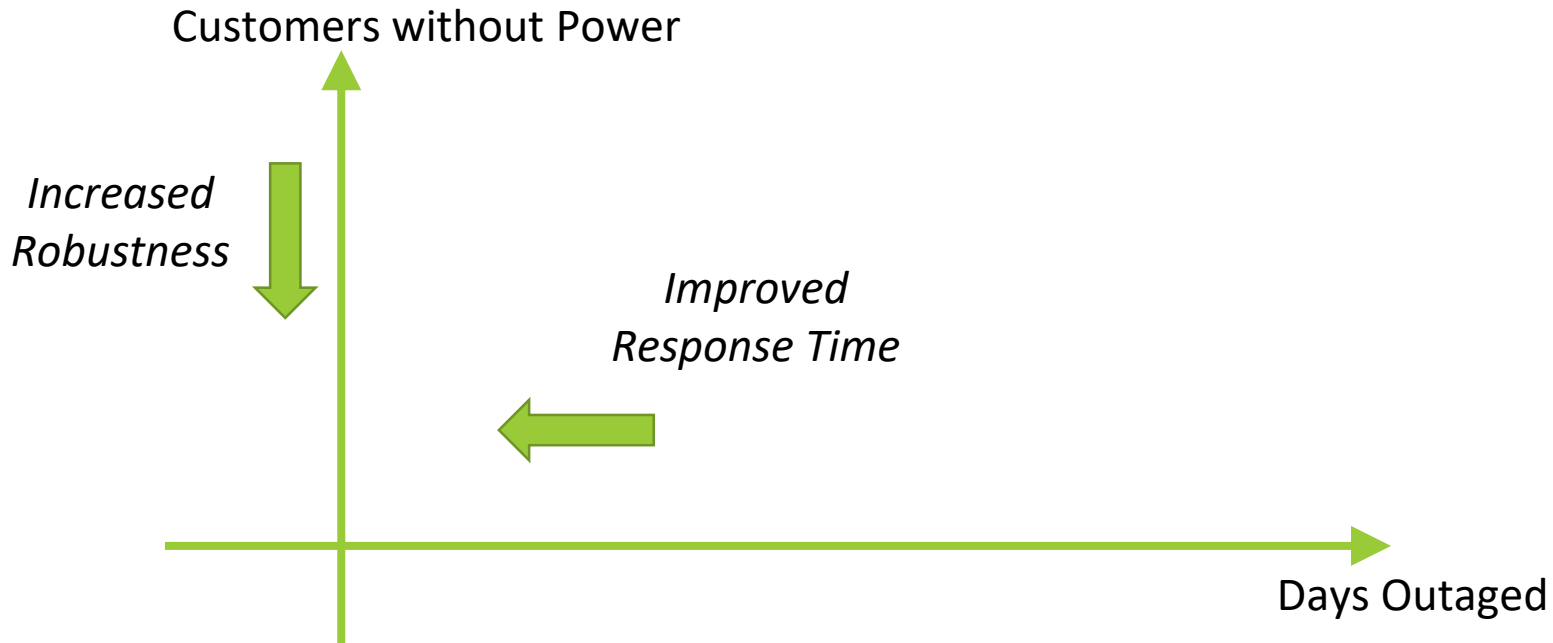 Customers without Power
Increased
Robustness
Improved
Response Time
Days Outaged